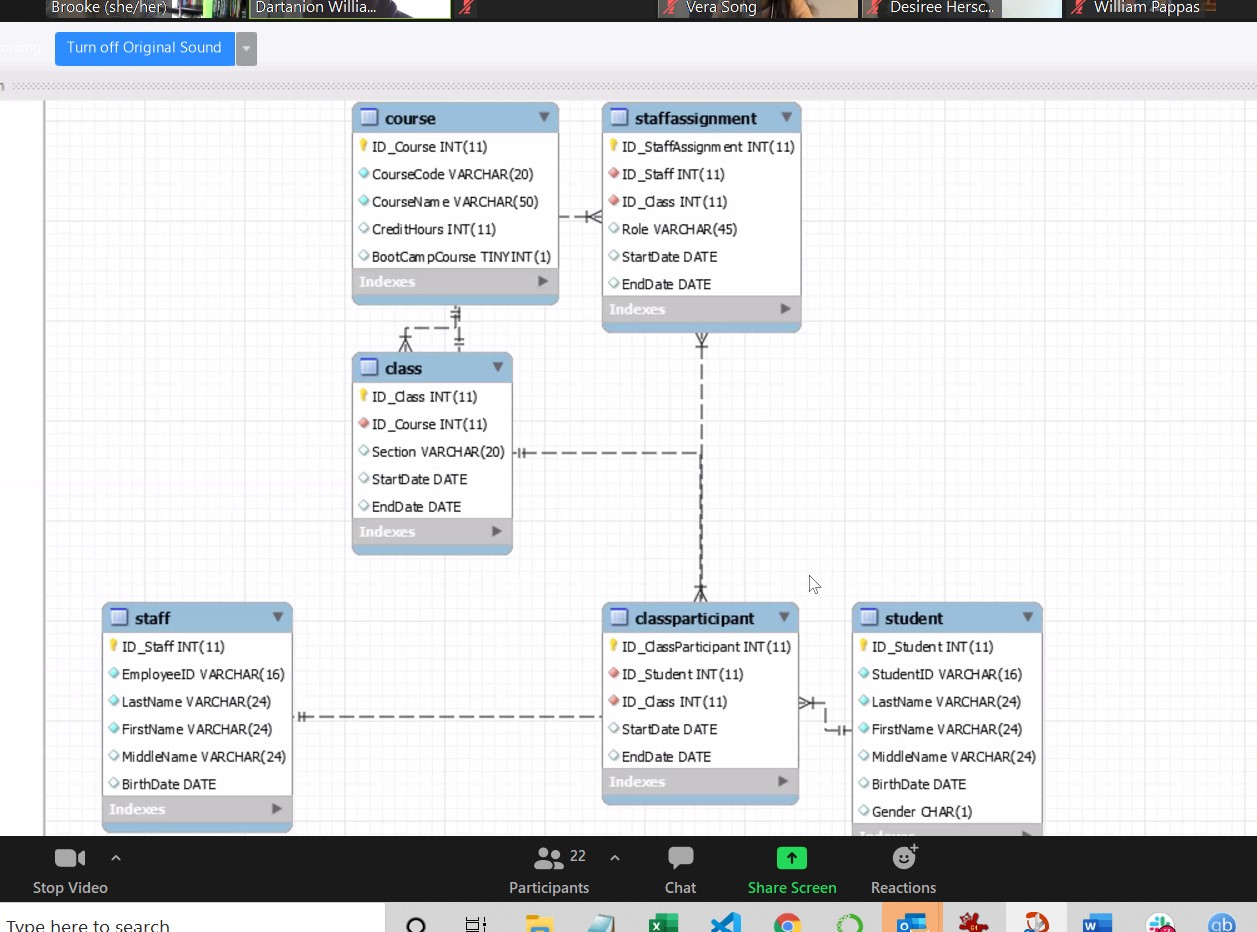 Brooke (she/her)
Dartanion Willia...
Vera Song
Desiree Hersc...
William Pappas
Turn off Original Sound
course
ID_Course INT(11)
CourseCode VARCHAR(20)
CourseName VARCHAR(50)
CreditHours INT(11)
BootCampCourse TINYINT(1)
Indexes
staffassignment
ID_StaffAssignment INT(11)
ID_Staff INT(11)
ID_Class INT(11)
Role VARCHAR(45)
StartDate DATE
EndDate DATE
Indexes
class
ID_Class INT(11)
ID_Course INT(11)
Section VARCHAR(20)
StartDate DATE
EndDate DATE
Indexes
staff
ID_Staff INT(11)
EmployeeID VARCHAR(16)
LastName VARCHAR(24)
FirstName VARCHAR(24)
MiddleName VARCHAR(24)
BirthDate DATE
Indexes
classparticipant
ID_ClassParticipant INT(11)
ID_Student INT(11)
ID_Class INT(11)
StartDate DATE
EndDate DATE
Indexes
student
ID_Student INT(11)
StudentID VARCHAR(16)
LastName VARCHAR(24)
FirstName VARCHAR(24)
MiddleName VARCHAR(24)
BirthDate DATE
Gender CHAR(1)
Indexes
Stop Video
Participants
22
Chat
Share Screen
Reactions
Type here to search
qb